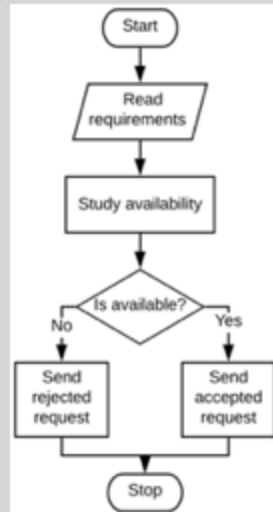 Start
Read
requirements
Study availability
Is available?
No
Yes
Send
rejected
request
Send
accepted
request
Stop